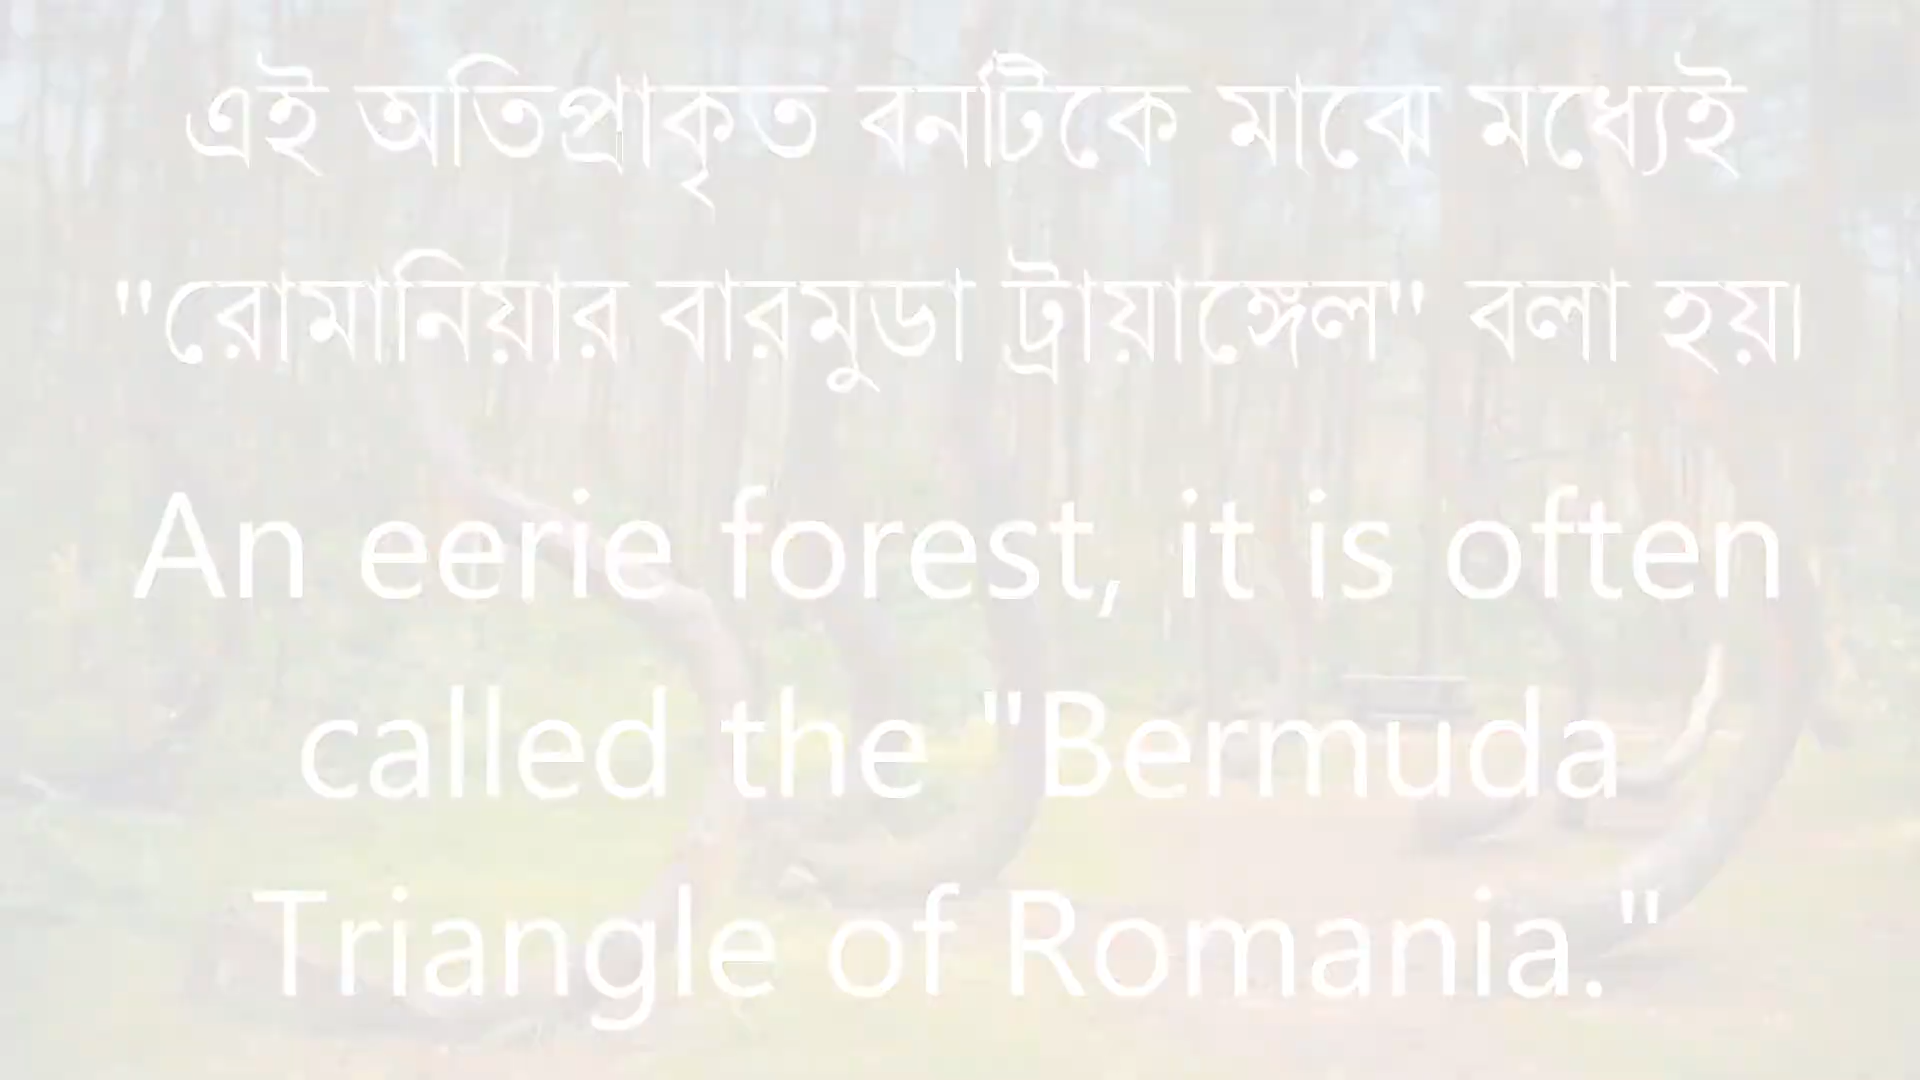 এই অতিপ্রাকৃত বনটিকে মাঝে মধ্যেই
"রোমানিয়ার বারমুডা ট্রায়াঙ্গেল" বলা হয়।
An eerie forest, it is often
called the "Bermuda
Triangle of Romania."